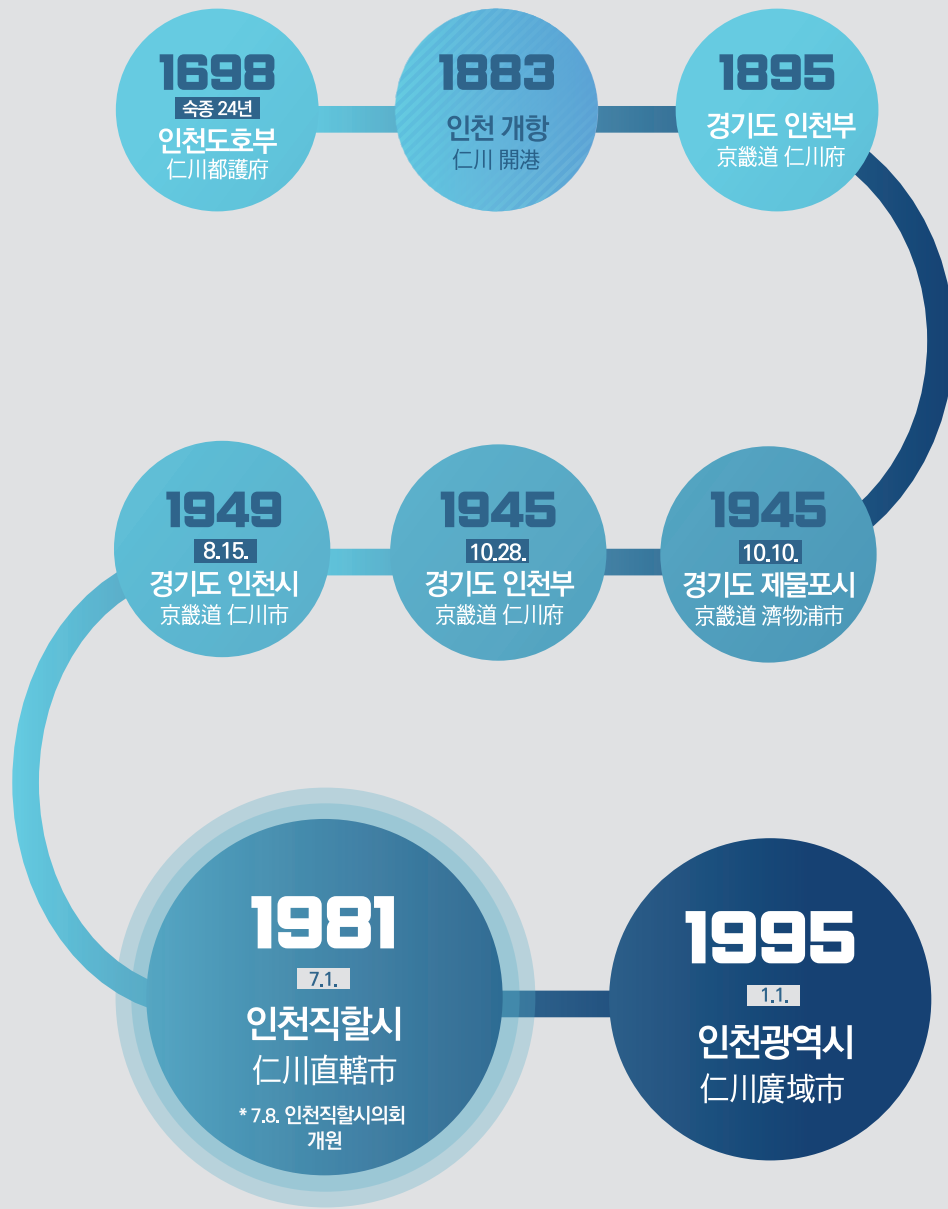 1698
숙종 24년
인천도호부
仁川都護府
1883
인천 개항
仁川 開港
1895
경기도 인천부
京畿道 仁川府
1945
10.10.
경기도 제물포시
京畿道 濟物浦市
1945
10.28.
경기도 인천부
京畿道 仁川府
1949
8.15.
경기도 인천시
京畿道 仁川市
1981
7.1.
인천직할시
仁川直轄市
* 7.8. 인천직할시의회
개원
1995
1.1.
인천광역시
仁川廣域市